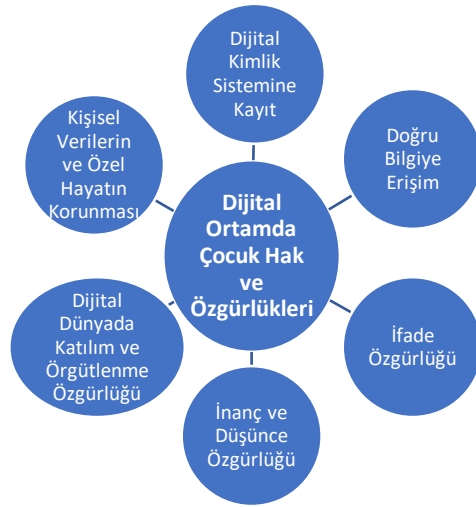 Dijital
Kimlik
Sistemine
Kayıt
Doğru
Bilgiye
Erişim
İfade
Özgürlüğü
İnanç ve
Düşünce
Özgürlüğü
Dijital
Dünyada
Katılım ve
Örgütlenme
Özgürlüğü
Kişisel
Verilerin
ve Özel
Hayatın
Korunması
Dijital
Ortamda
Çocuk Hak
ve
Özgürlükleri